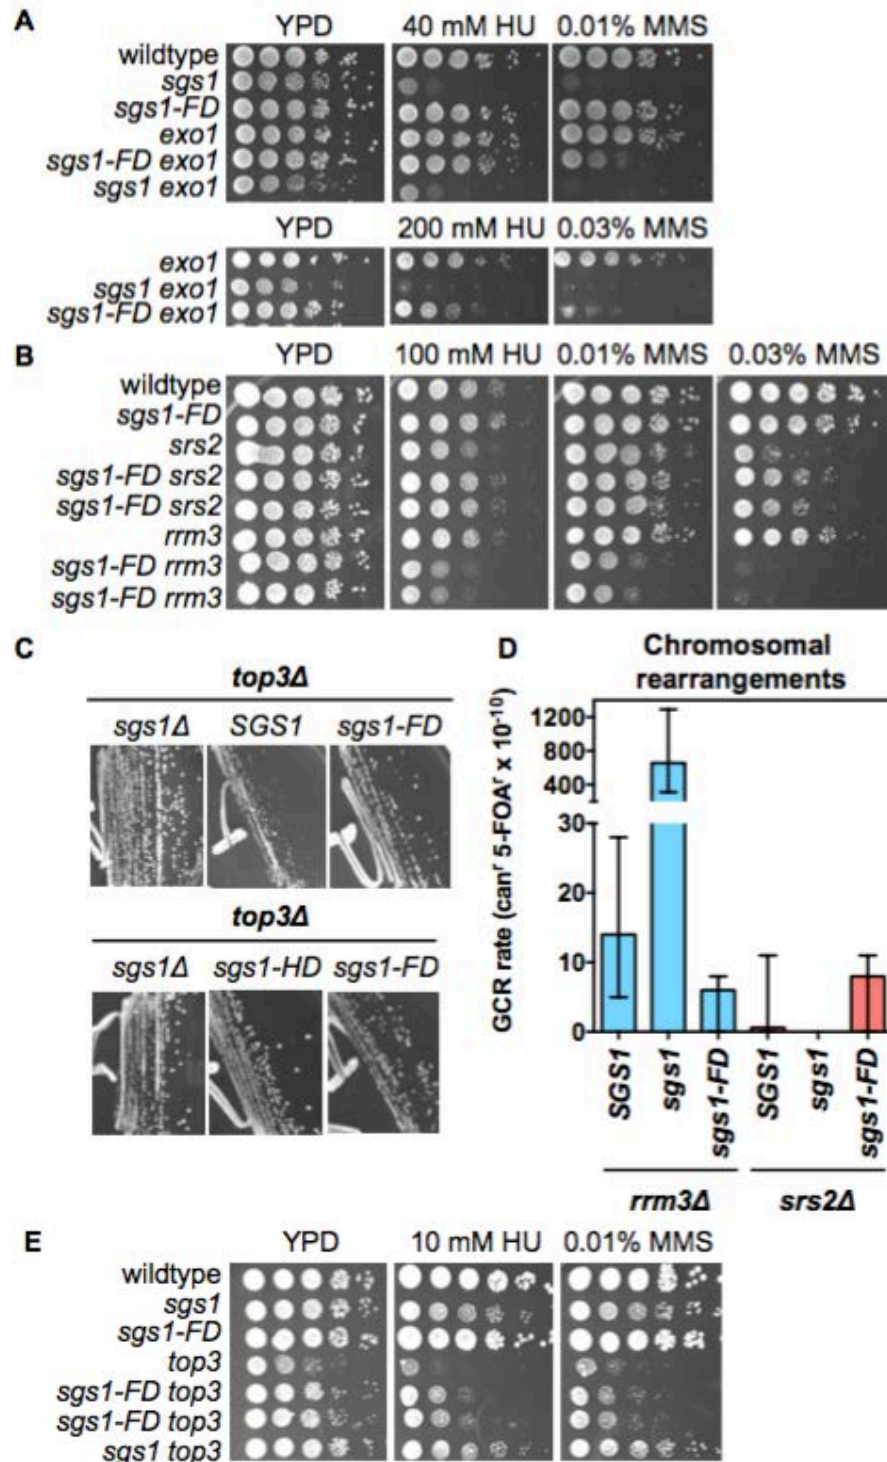 A
YPD 40 mM HU 0.01% MMS
wildtype
sgs1
sgs1-FD
exo1
sgs1-FD exo1
sgs1 exo1
YPD 200 mM HU 0.03% MMS
exo1
sgs1 exo1
sgs1-FD exo1
B
YPD 100 mM HU 0.01% MMS 0.03% MMS
wildtype
sgs1-FD
srs2
sgs1-FD srs2
sgs1-FD srs2
rrm3
sgs1-FD rrm3
sgs1-FD rrm3
C
top3Δ
sgs1Δ SGS1 sgs1-FD
top3Δ
sgs1Δ sgs1-HD sgs1-FD
D
Chromosomal
rearrangements
GCR rate (canʳ 5-FOAʳ x 10⁻¹⁰)
1200
800
400
30
20
10
0
SGS1 sgs1 sgs1-FD SGS1 sgs1 sgs1-FD
rrm3Δ srs2Δ
E
YPD 10 mM HU 0.01% MMS
wildtype
sgs1
sgs1-FD
top3
sgs1-FD top3
sgs1-FD top3
sgs1 top3